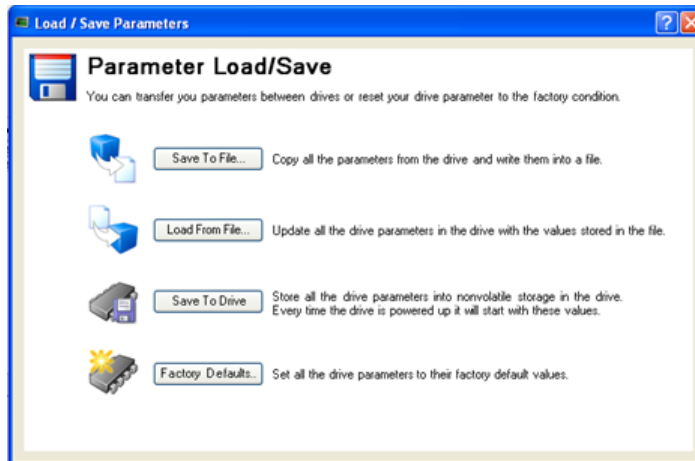 Load / Save Parameters
Parameter Load/Save
You can transfer you parameters between drives or reset your drive parameter to the factory condition.
Save To File... Copy all the parameters from the drive and write them into a file.
Load From File... Update all the drive parameters in the drive with the values stored in the file.
Save To Drive Store all the drive parameters into nonvolatile storage in the drive.
Every time the drive is powered up it will start with these values.
Factory Defaults.. Set all the drive parameters to their factory default values.